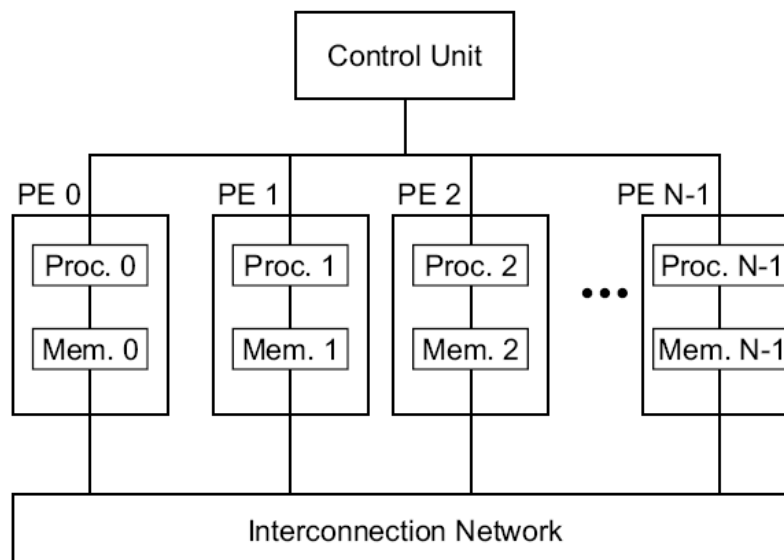 Control Unit
PE 0 PE 1 PE 2 PE N-1
Proc. 0 Proc. 1 Proc. 2 Proc. N-1
•••
Mem. 0 Mem. 1 Mem. 2 Mem. N-1
Interconnection Network